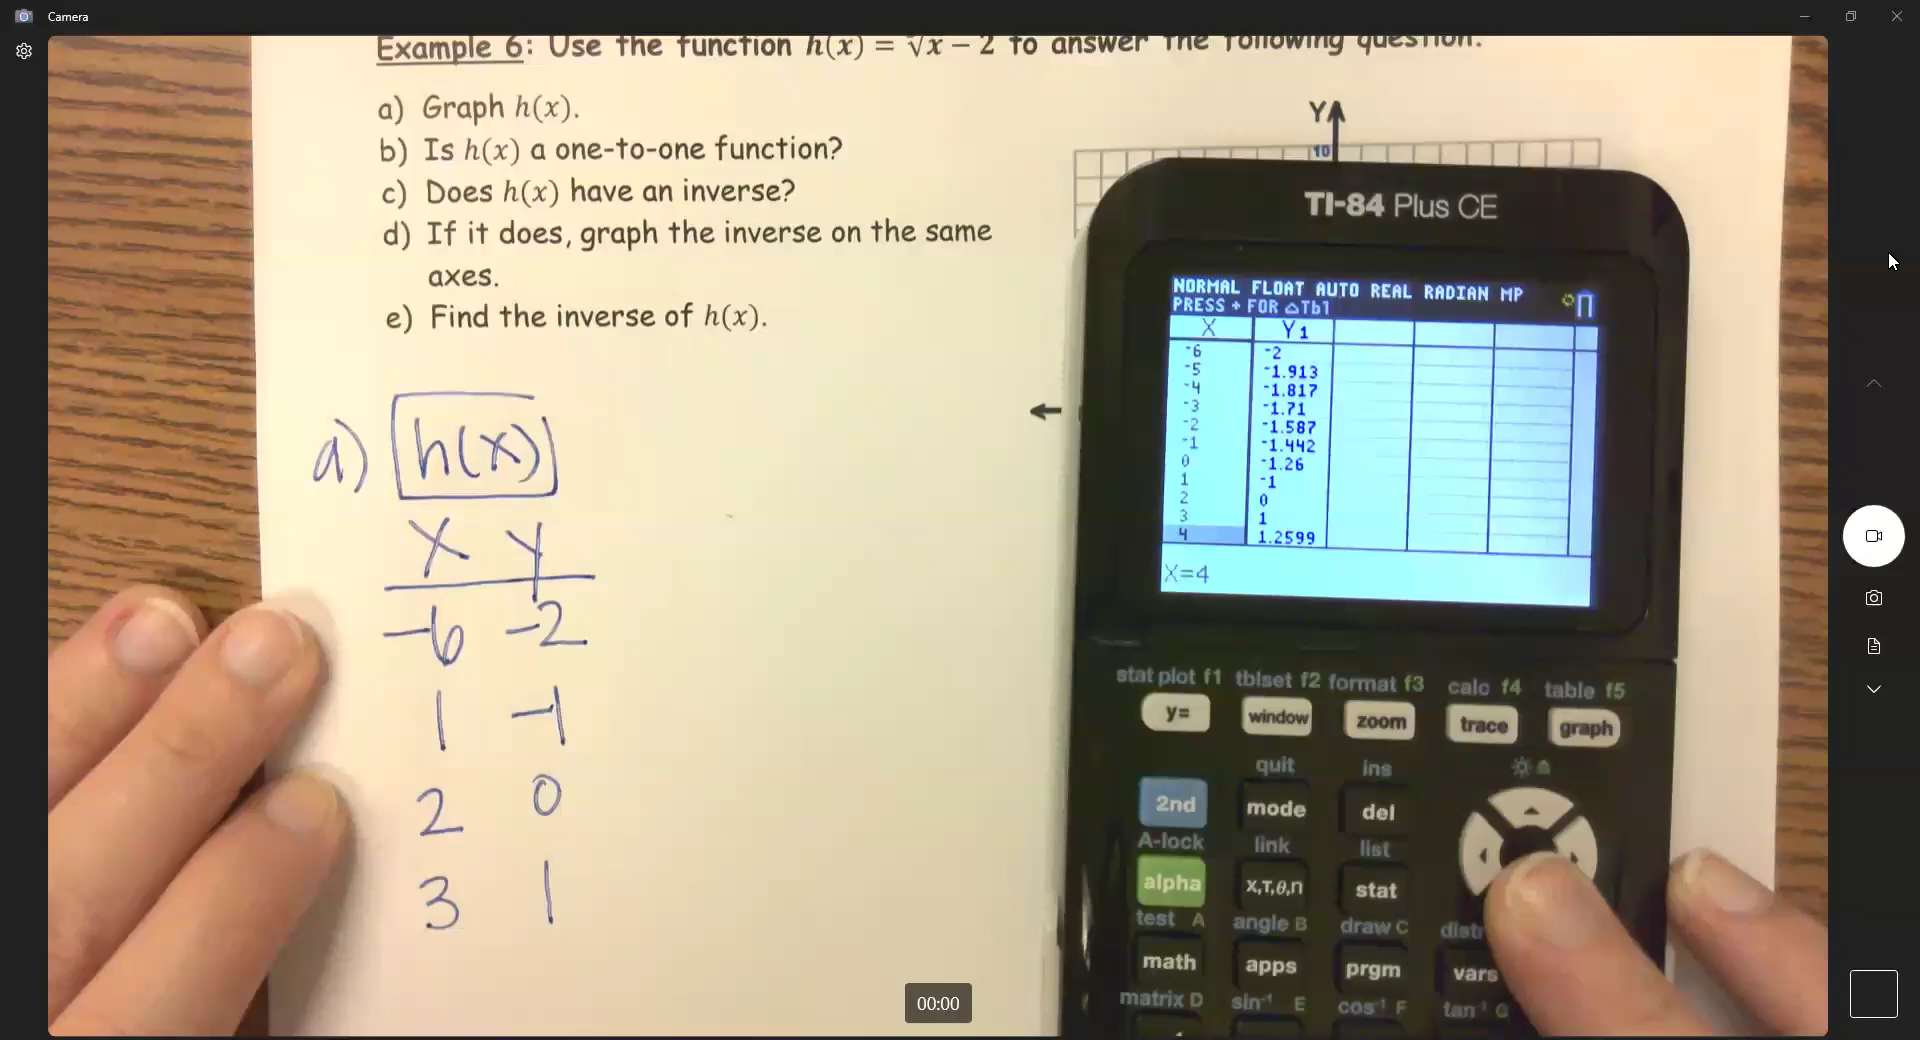 Camera
Example 6: Use the function h(x) = √x − 2 to answer the following question.
a) Graph h(x).
b) Is h(x) a one-to-one function?
c) Does h(x) have an inverse?
d) If it does, graph the inverse on the same
axes.
e) Find the inverse of h(x).
Y
10
a) h(x)
X Y
-6 -2
1 -1
2 0
3 1
TI-84 Plus CE
NORMAL FLOAT AUTO REAL RADIAN MP
PRESS + FOR △Tbl
X Y1
-6 -2
-5 -1.913
-4 -1.817
-3 -1.71
-2 -1.587
-1 -1.442
0 -1.26
1 -1
2 0
3 1
4 1.2599
X=4
stat plot f1 tblset f2 format f3 calc f4 table f5
y= window zoom trace graph
quit ins
2nd mode del
A-lock link list
alpha X,T,θ,n stat
test A angle B draw C distr
math apps prgm vars
matrix D sin⁻¹ E cos⁻¹ F tan⁻¹ G
00:00